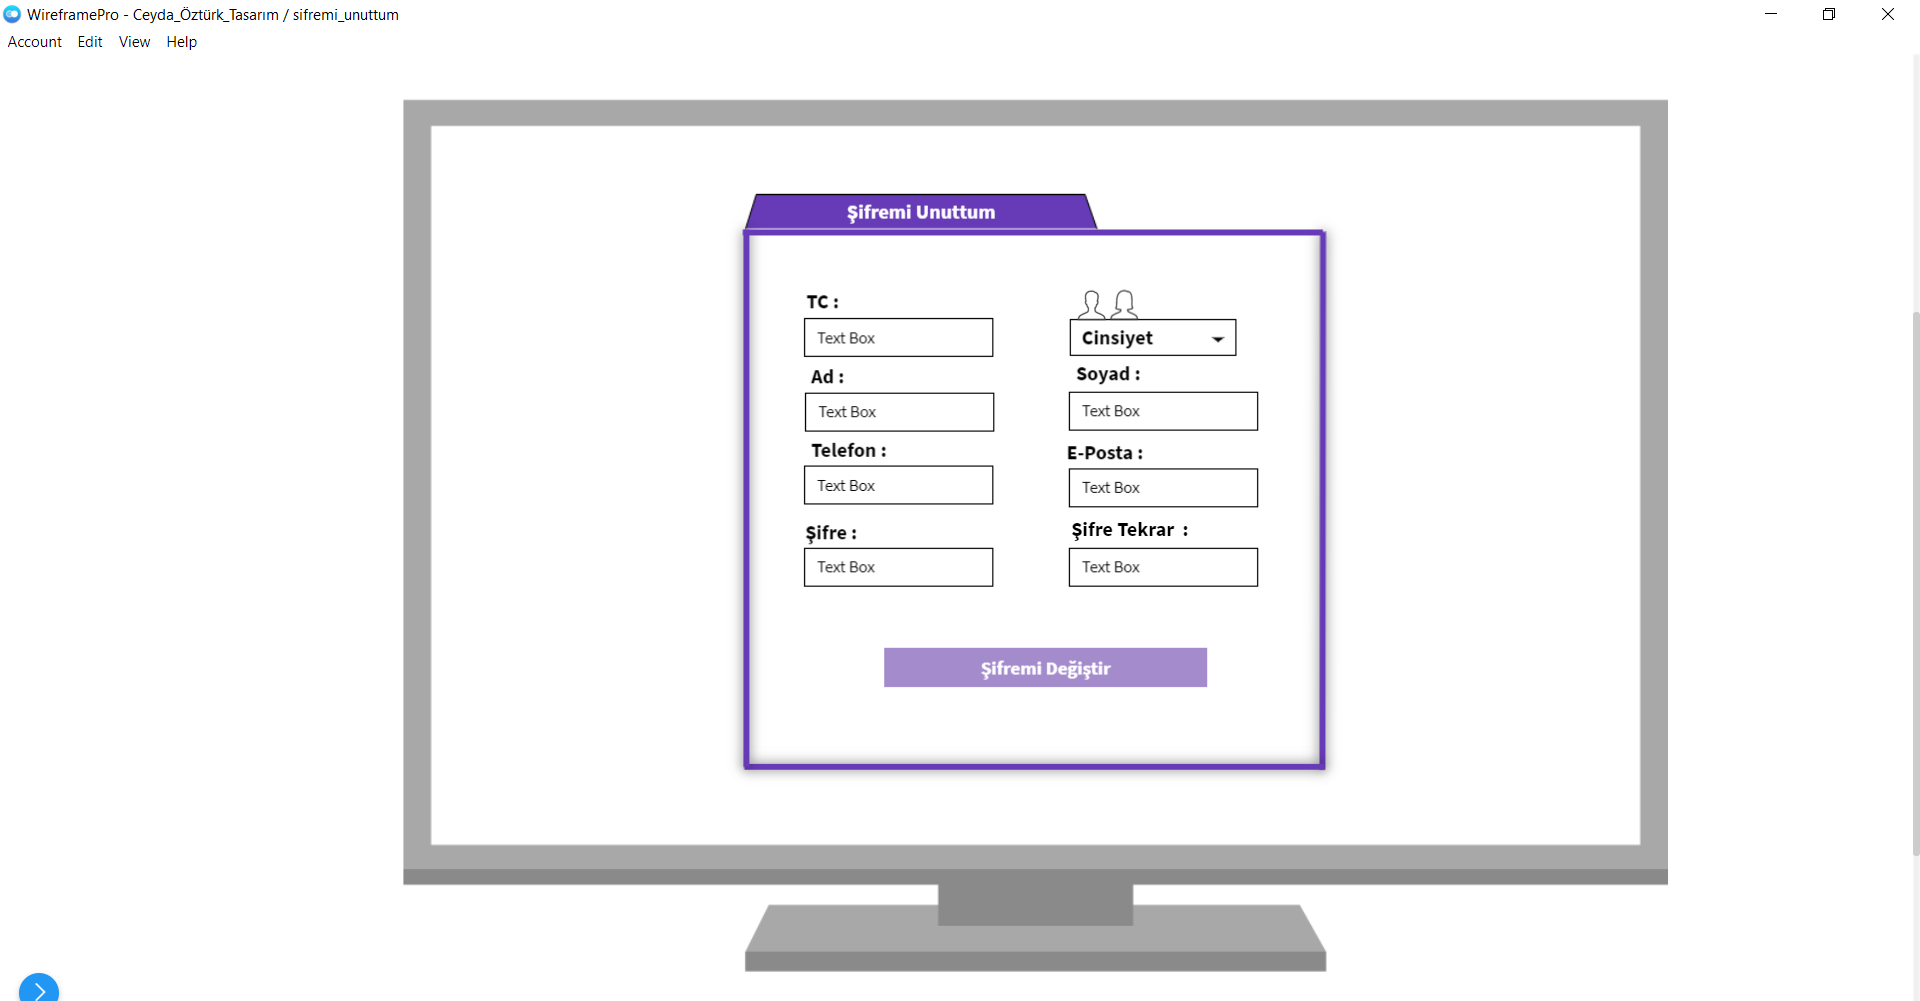 WireframePro - Ceyda_Öztürk_Tasarım / sifremi_unuttum
Account Edit View Help
Şifremi Unuttum
TC :
Text Box
Cinsiyet
Ad :
Soyad :
Text Box
Text Box
Telefon :
E-Posta :
Text Box
Text Box
Şifre :
Şifre Tekrar :
Text Box
Text Box
Şifremi Değiştir